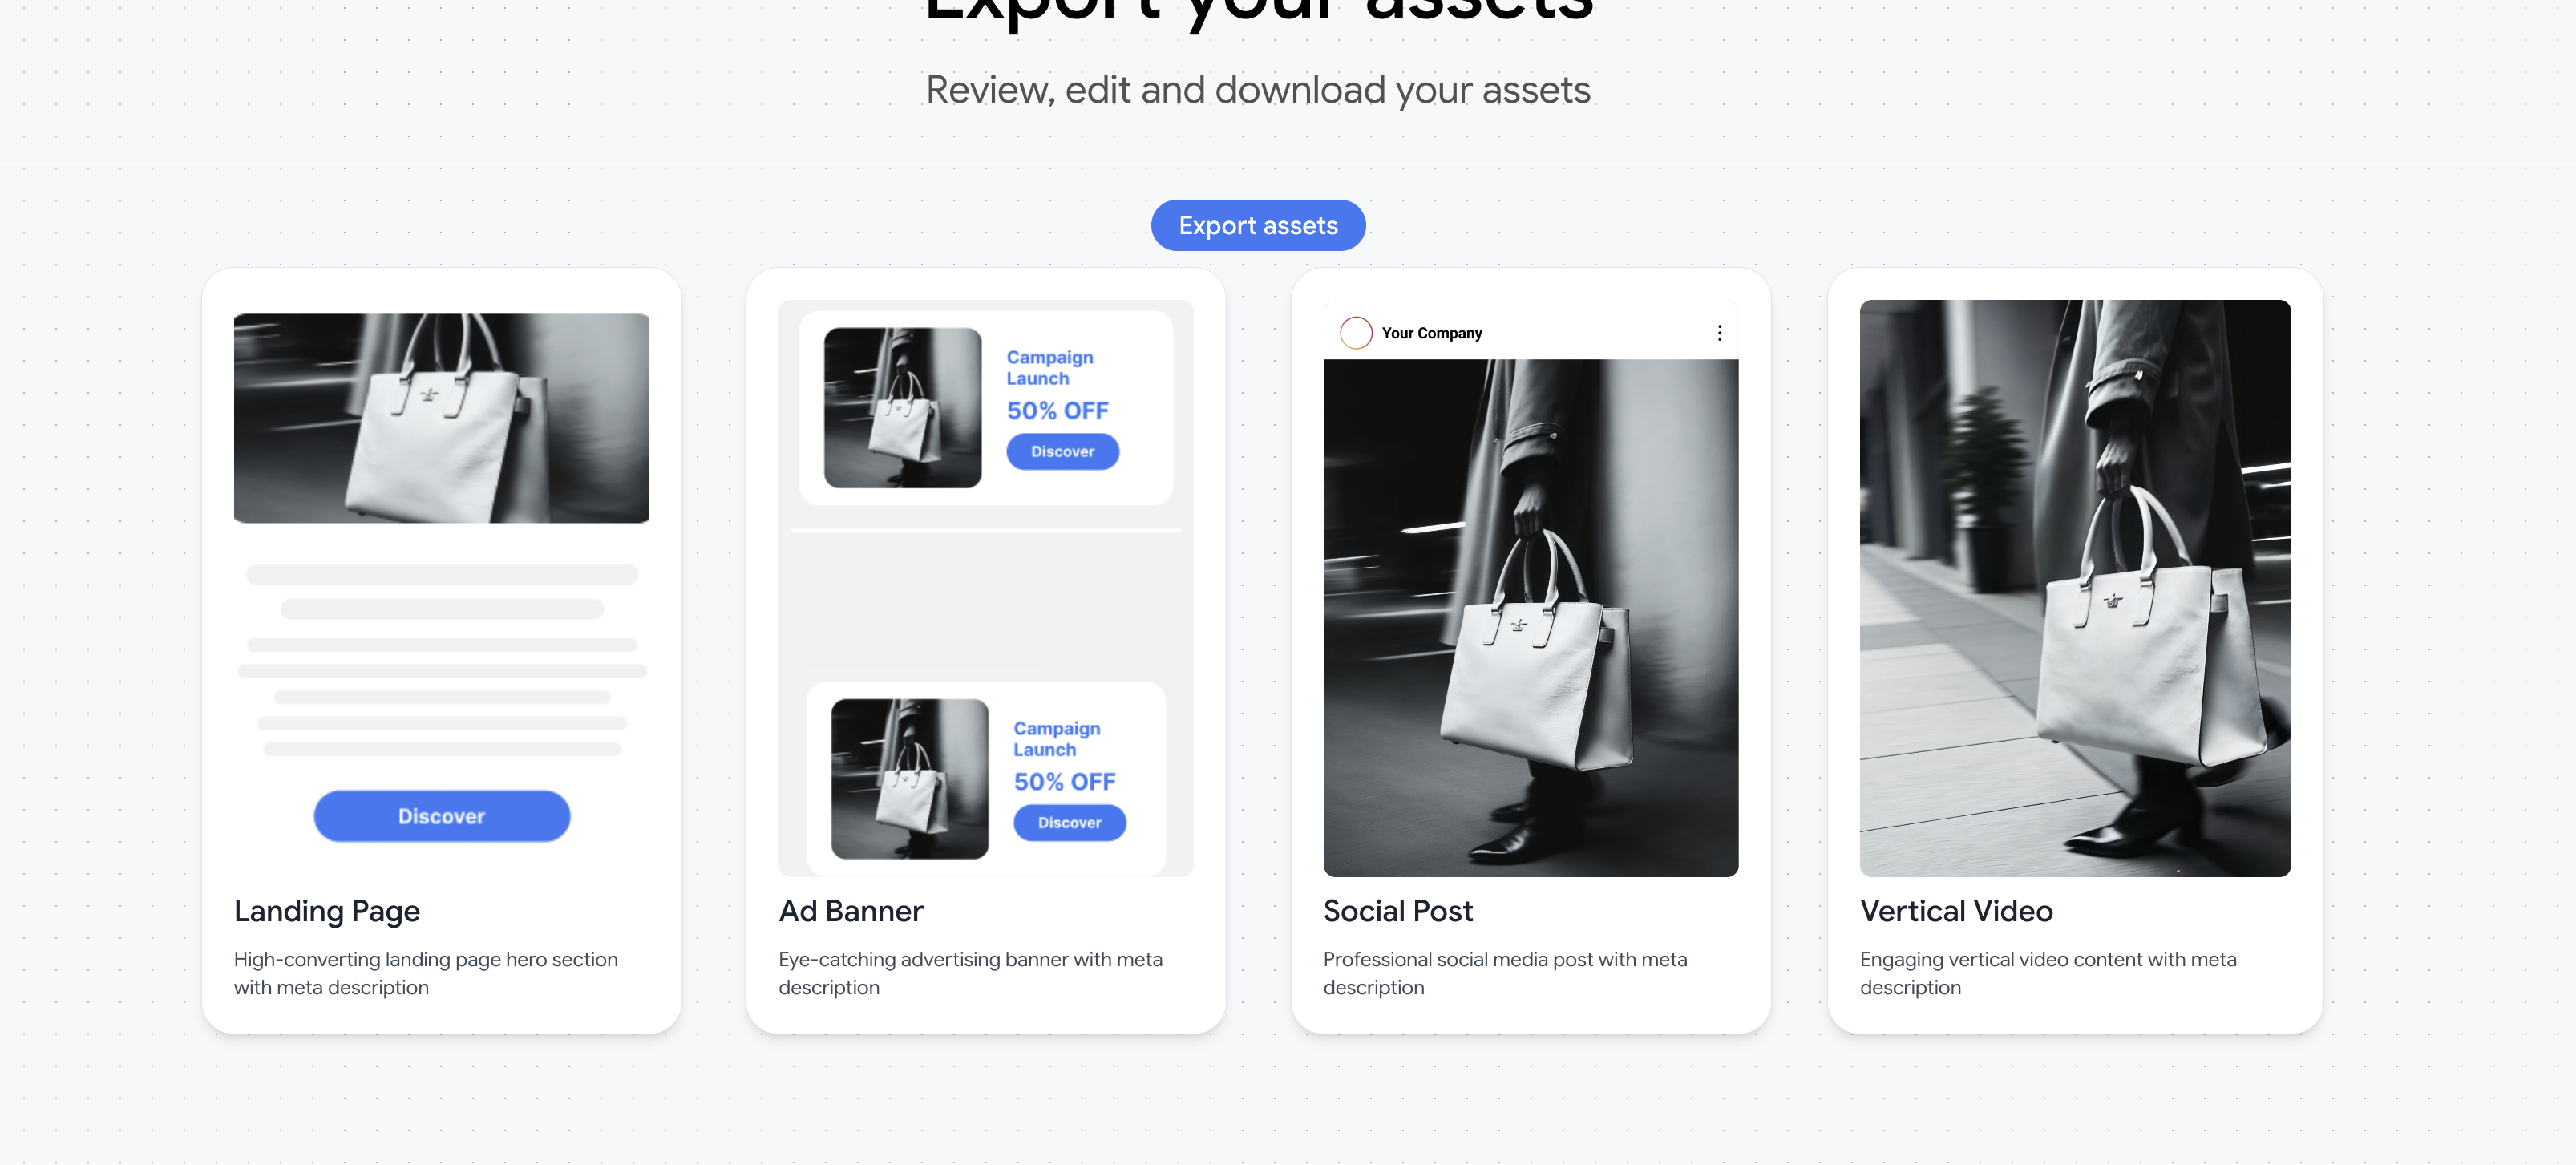 Export your assets
Review, edit and download your assets
Export assets
Discover
Landing Page
High-converting landing page hero section
with meta description
Campaign
Launch
50% OFF
Discover
Campaign
Launch
50% OFF
Discover
Ad Banner
Eye-catching advertising banner with meta
description
Your Company
Social Post
Professional social media post with meta
description
Vertical Video
Engaging vertical video content with meta
description